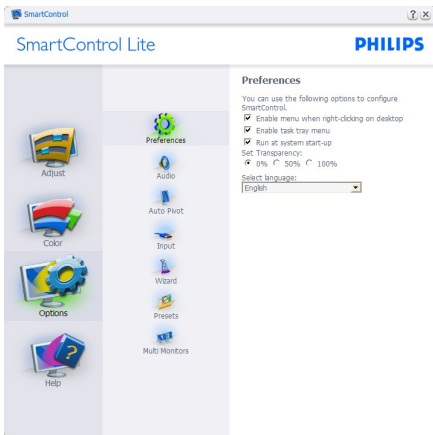 SmartControl
SmartControl Lite
PHILIPS
Adjust
Color
Options
Help
Preferences
Audio
Auto Pivot
Input
Wizard
Presets
Multi Monitors
Preferences
You can use the following options to configure
SmartControl.
Enable menu when right-clicking on desktop
Enable task tray menu
Run at system start-up
Set Transparency:
0% 50% 100%
Select language:
English